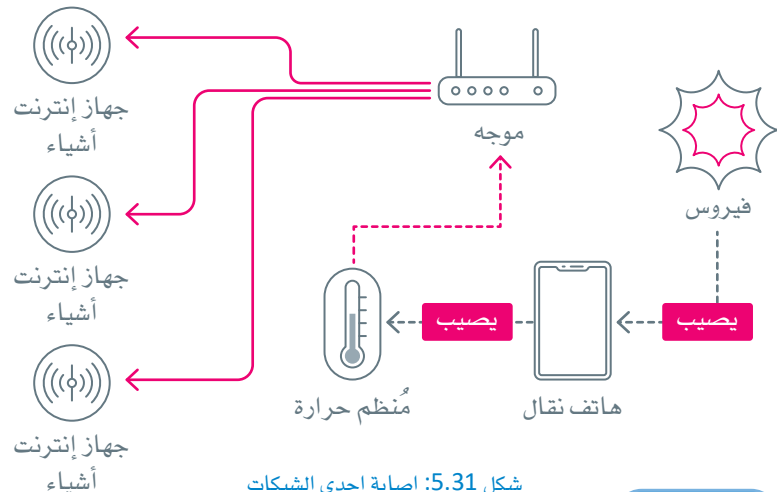 فيروس
يصيب
هاتف نقال
يصيب
مُنظم حرارة
موجه
جهاز إنترنت
أشياء
جهاز إنترنت
أشياء
جهاز إنترنت
أشياء
شكل 5.31: إصابة إحدى الشبكات